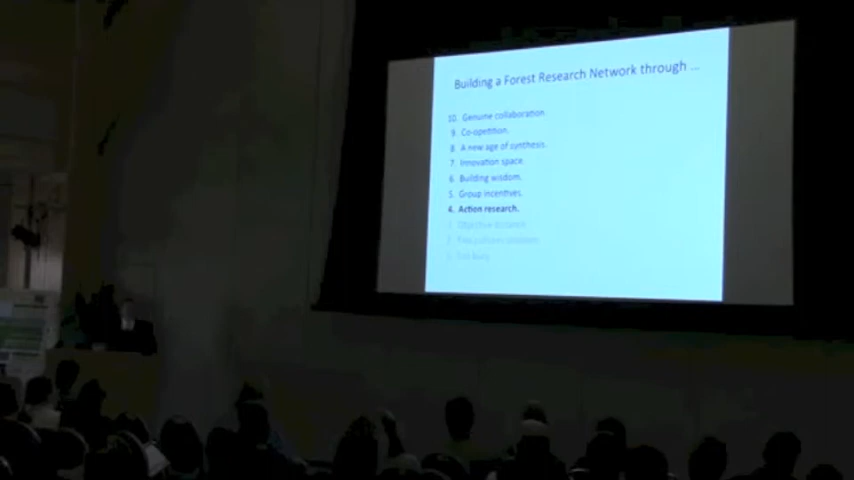 Building a Forest Research Network through ...
10. Genuine collaboration.
9. Co-opetition.
8. A new age of synthesis.
7. Innovation space.
6. Building wisdom.
5. Group incentives.
4. Action research.